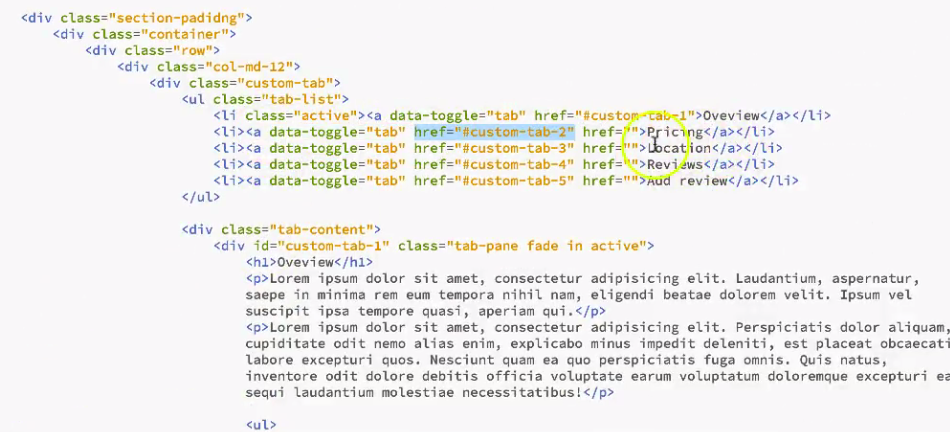 <div class="section-padidng">
<div class="container">
<div class="row">
<div class="col-md-12">
<div class="custom-tab">
<ul class="tab-list">
<li class="active"><a data-toggle="tab" href="#custom-tab-1">Oveview</a></li>
<li><a data-toggle="tab" href="#custom-tab-2" href="">Pricing</a></li>
<li><a data-toggle="tab" href="#custom-tab-3" href="">Location</a></li>
<li><a data-toggle="tab" href="#custom-tab-4" href="">Reviews</a></li>
<li><a data-toggle="tab" href="#custom-tab-5" href="">Add review</a></li>
</ul>
<div class="tab-content">
<div id="custom-tab-1" class="tab-pane fade in active">
<h1>Oveview</h1>
<p>Lorem ipsum dolor sit amet, consectetur adipisicing elit. Laudantium, aspernatur,
saepe in minima rem eum tempora nihil nam, eligendi beatae dolorem velit. Ipsum vel
suscipit ipsa tempore quasi, aperiam qui.</p>
<p>Lorem ipsum dolor sit amet, consectetur adipisicing elit. Perspiciatis dolor aliquam,
cupiditate odit nemo alias enim, explicabo minus impedit deleniti, est placeat obcaecati
labore excepturi quos. Nesciunt quam ea quo perspiciatis fuga omnis. Quis natus,
inventore odit dolore debitis officia voluptate earum voluptatum doloremque excepturi ea
sequi laudantium molestiae necessitatibus!</p>
<ul>